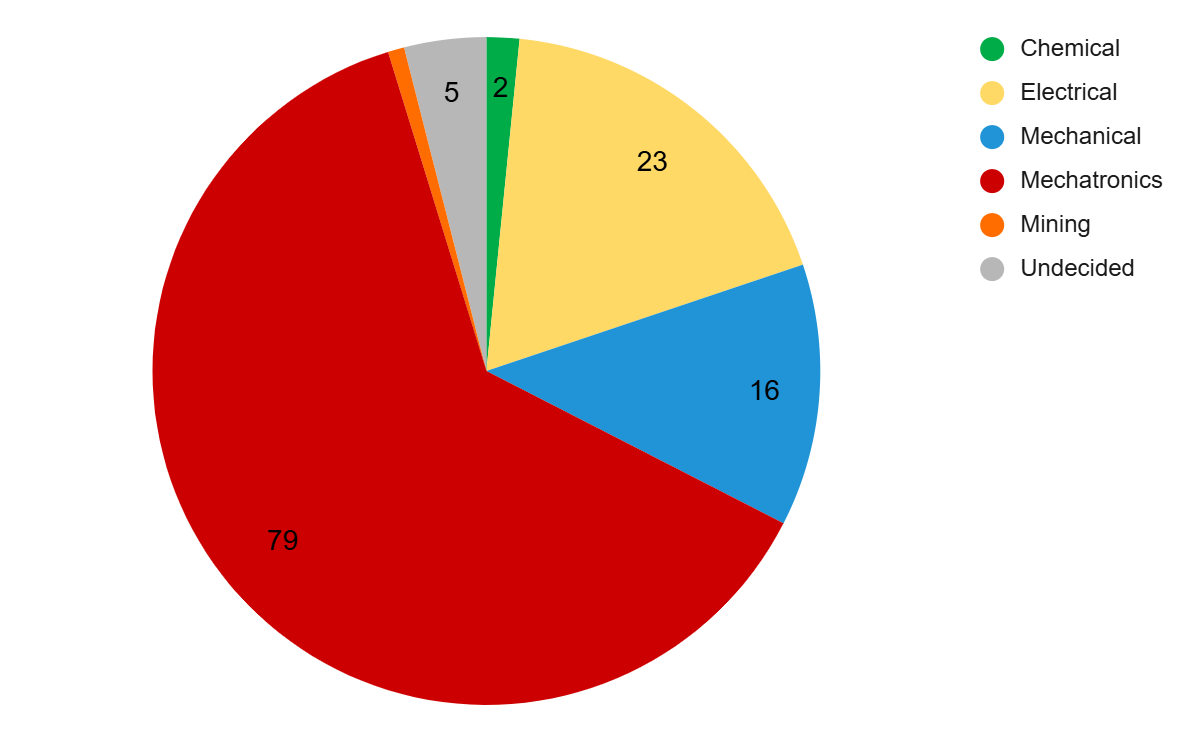 5
2
23
16
79
Chemical
Electrical
Mechanical
Mechatronics
Mining
Undecided